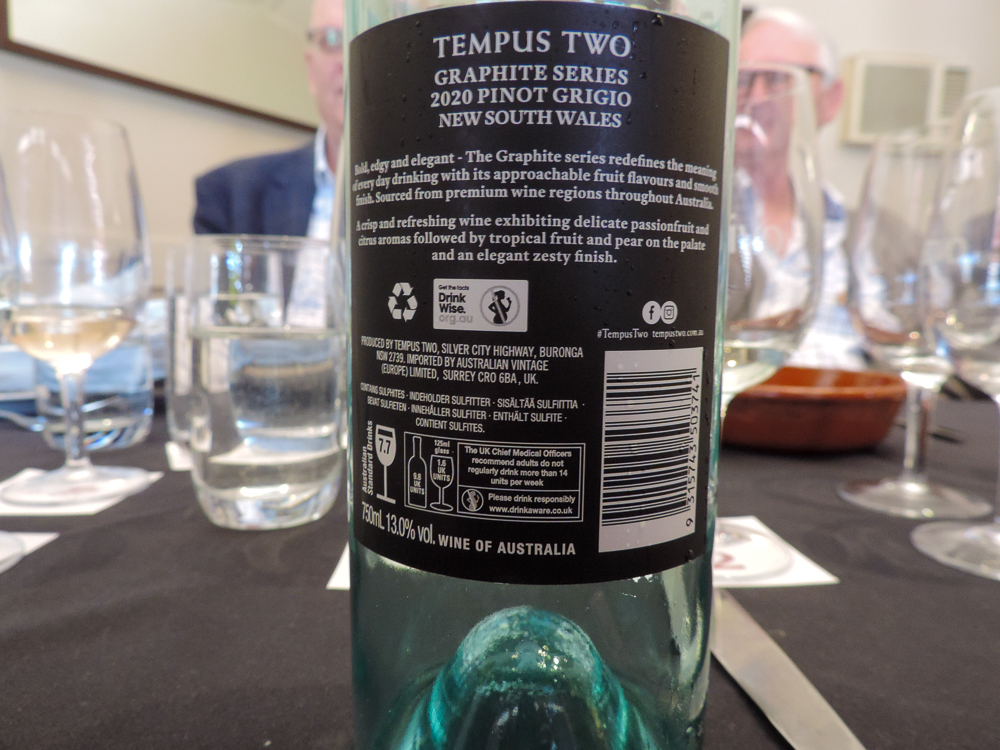 TEMPUS TWO
GRAPHITE SERIES
2020 PINOT GRIGIO
NEW SOUTH WALES
Bold, edgy and elegant - The Graphite series redefines the meaning
of every day drinking with its approachable fruit flavours and smooth
finish. Sourced from premium wine regions throughout Australia.
A crisp and refreshing wine exhibiting delicate passionfruit and
citrus aromas followed by tropical fruit and pear on the palate
and an elegant zesty finish.
Get the facts
Drink
Wise.
org.au
#TempusTwo tempustwo.com.au
PRODUCED BY TEMPUS TWO, SILVER CITY HIGHWAY, BURONGA
NSW 2739. IMPORTED BY AUSTRALIAN VINTAGE
(EUROPE) LIMITED, SURREY CR0 6BA, UK.
CONTAINS SULPHITES · INDEHOLDER SULFITTER · SISÄLTÄÄ SULFIITTIA ·
BEVAT SULFIETEN · INNEHÅLLER SULFITER · ENTHÄLT SULFITE ·
CONTIENT SULFITES.
Australian
Standard Drinks
7.7
9.8
UK
UNITS
125ml
glass
1.6
UK
UNITS
The UK Chief Medical Officers
recommend adults do not
regularly drink more than 14
units per week
Please drink responsibly
www.drinkaware.co.uk
750mL 13.0% vol. WINE OF AUSTRALIA
9 315743 503741
2